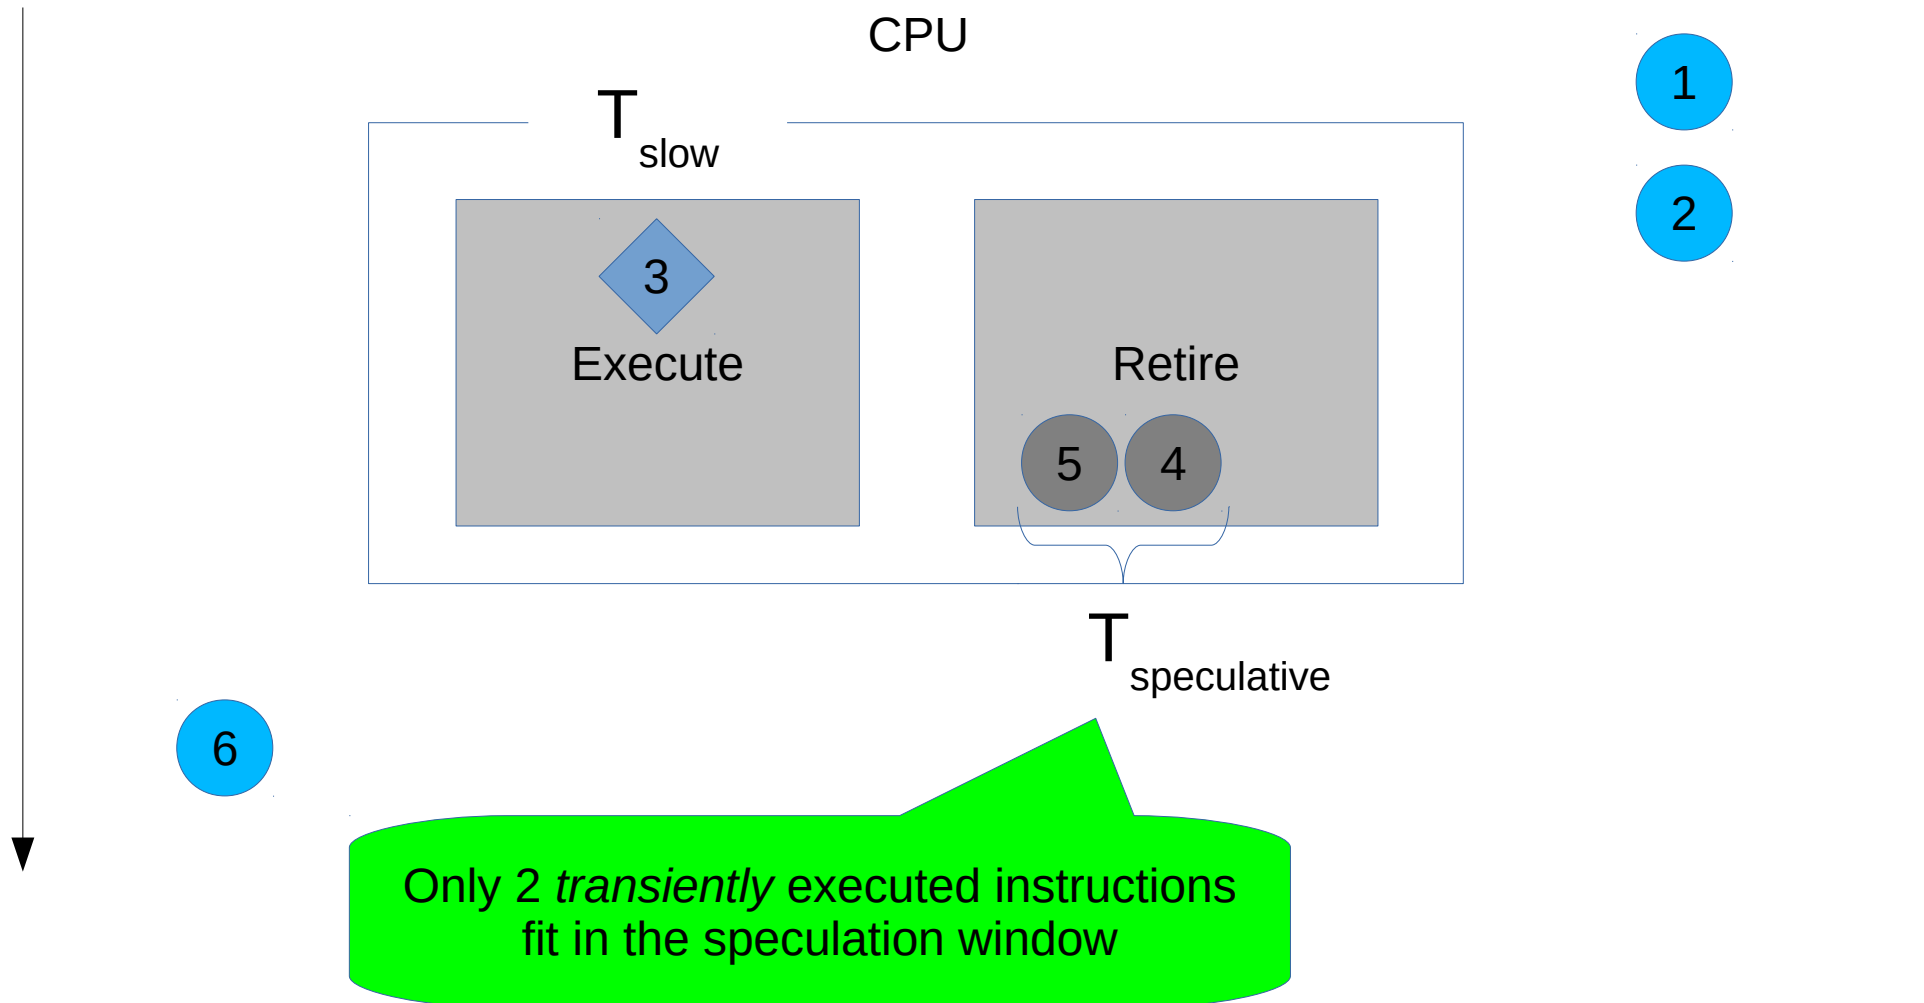 CPU
1
T
slow
2
3
Execute
Retire
5 4
T
speculative
6
Only 2 transiently executed instructions
fit in the speculation window